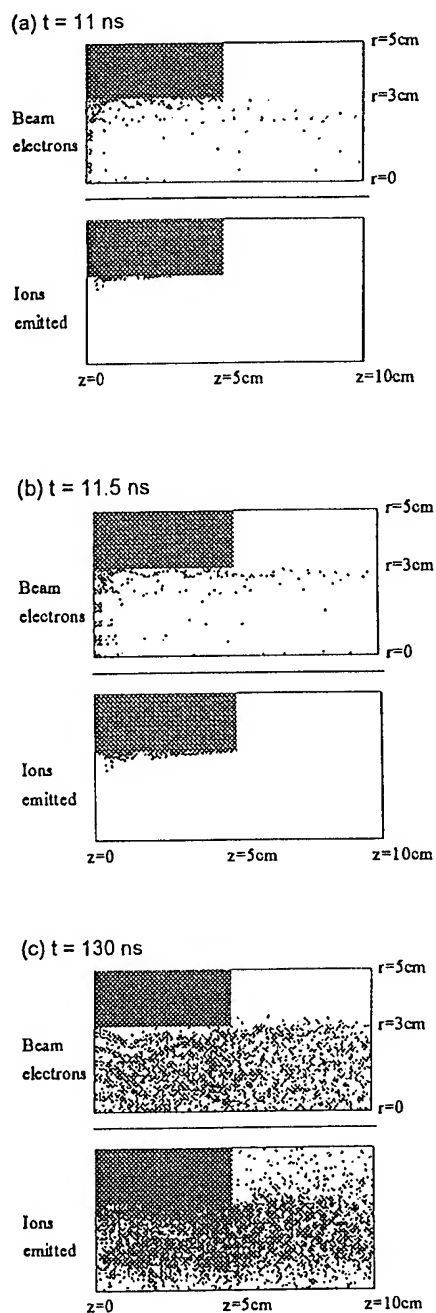 (a) t = 11 ns
r=5cm
r=3cm
Beam
electrons
r=0
Ions
emitted
z=0
z=5cm
z=10cm
(b) t = 11.5 ns
r=5cm
r=3cm
Beam
electrons
r=0
Ions
emitted
z=0
z=5cm
z=10cm
(c) t = 130 ns
r=5cm
r=3cm
Beam
electrons
r=0
Ions
emitted
z=0
z=5cm
z=10cm